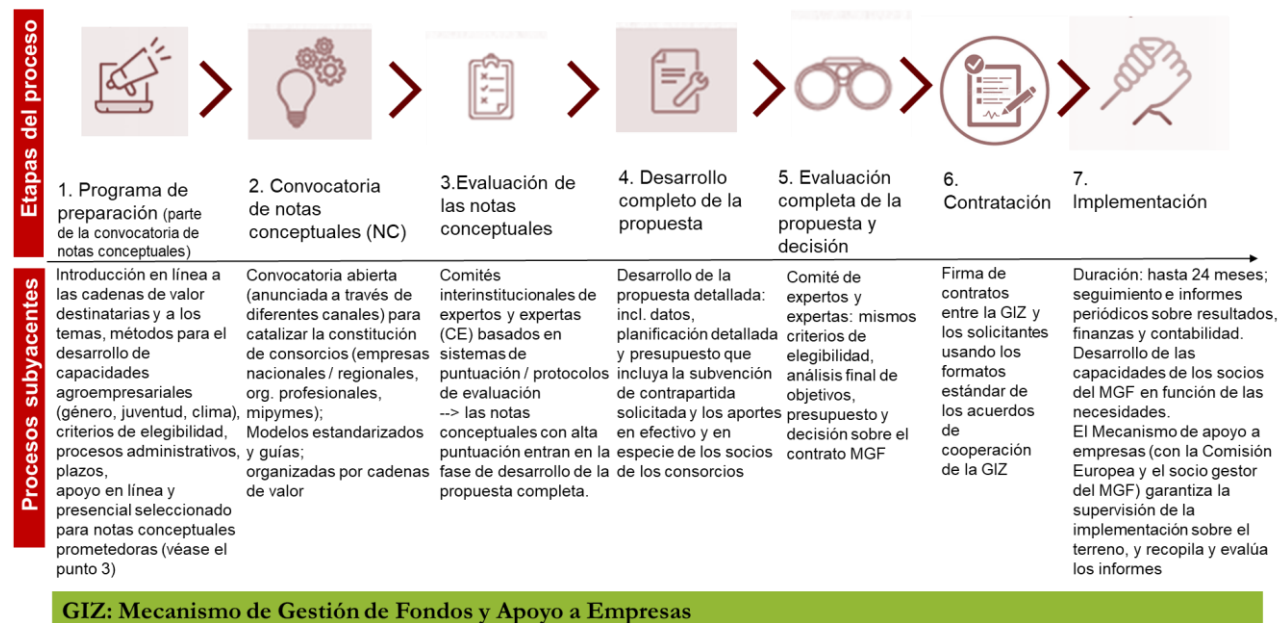 Etapas del proceso
1. Programa de
preparación (parte
de la convocatoria de
notas conceptuales)
2. Convocatoria
de notas
conceptuales (NC)
3.Evaluación de
las notas
conceptuales
4. Desarrollo
completo de la
propuesta
5. Evaluación
completa de la
propuesta y
decisión
6.
Contratación
7.
Implementación
Procesos subyacentes
Introducción en línea a
las cadenas de valor
destinatarias y a los
temas, métodos para el
desarrollo de
capacidades
agroempresariales
(género, juventud, clima),
criterios de elegibilidad,
procesos administrativos,
plazos,
apoyo en línea y
presencial seleccionado
para notas conceptuales
prometedoras (véase el
punto 3)
Convocatoria abierta
(anunciada a través de
diferentes canales) para
catalizar la constitución
de consorcios (empresas
nacionales / regionales,
org. profesionales,
mipymes);
Modelos estandarizados
y guías;
organizadas por cadenas
de valor
Comités
interinstitucionales de
expertos y expertas
(CE) basados en
sistemas de
puntuación / protocolos
de evaluación
--> las notas
conceptuales con alta
puntuación entran en la
fase de desarrollo de la
propuesta completa.
Desarrollo de la
propuesta detallada:
incl. datos,
planificación detallada
y presupuesto que
incluya la subvención
de contrapartida
solicitada y los aportes
en efectivo y en
especie de los socios
de los consorcios
Comité de
expertos y
expertas: mismos
criterios de
elegibilidad,
análisis final de
objetivos,
presupuesto y
decisión sobre el
contrato MGF
Firma de
contratos
entre la GIZ y
los solicitantes
usando los
formatos
estándar de
los acuerdos
de
cooperación
de la GIZ
Duración: hasta 24 meses;
seguimiento e informes
periódicos sobre resultados,
finanzas y contabilidad.
Desarrollo de las
capacidades de los socios
del MGF en función de las
necesidades.
El Mecanismo de apoyo a
empresas (con la Comisión
Europea y el socio gestor
del MGF) garantiza la
supervisión de la
implementación sobre el
terreno, y recopila y evalúa
los informes
GIZ: Mecanismo de Gestión de Fondos y Apoyo a Empresas